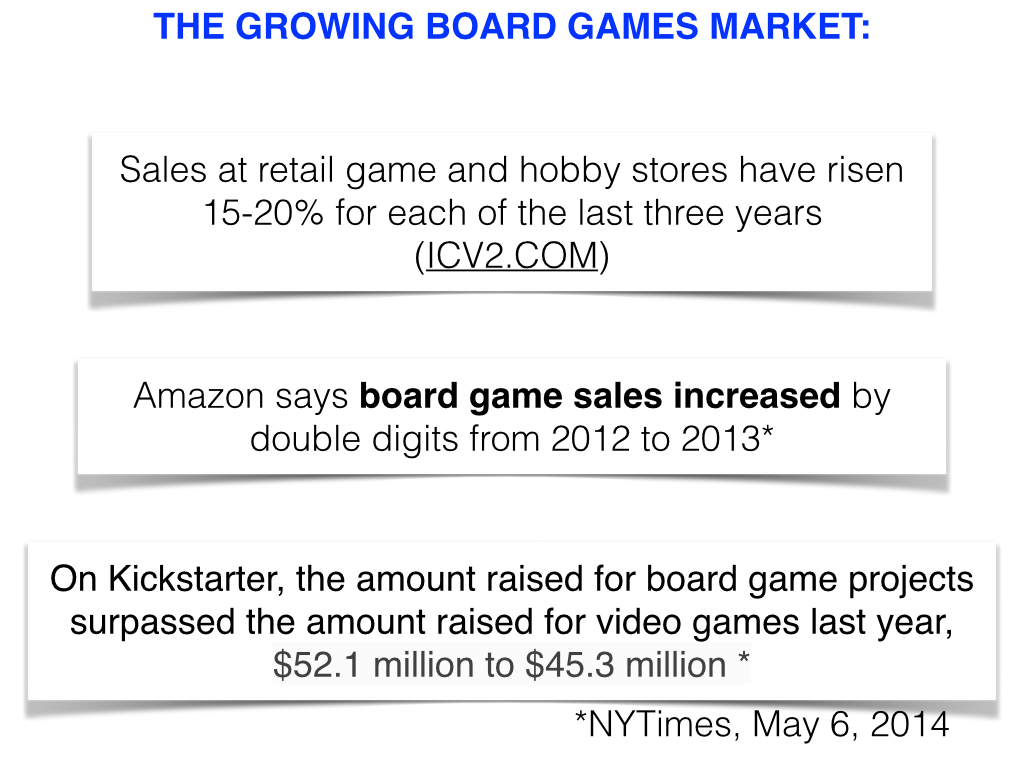 THE GROWING BOARD GAMES MARKET:
Sales at retail game and hobby stores have risen
15-20% for each of the last three years
(ICV2.COM)
Amazon says board game sales increased by
double digits from 2012 to 2013*
On Kickstarter, the amount raised for board game projects
surpassed the amount raised for video games last year,
$52.1 million to $45.3 million *
*NYTimes, May 6, 2014